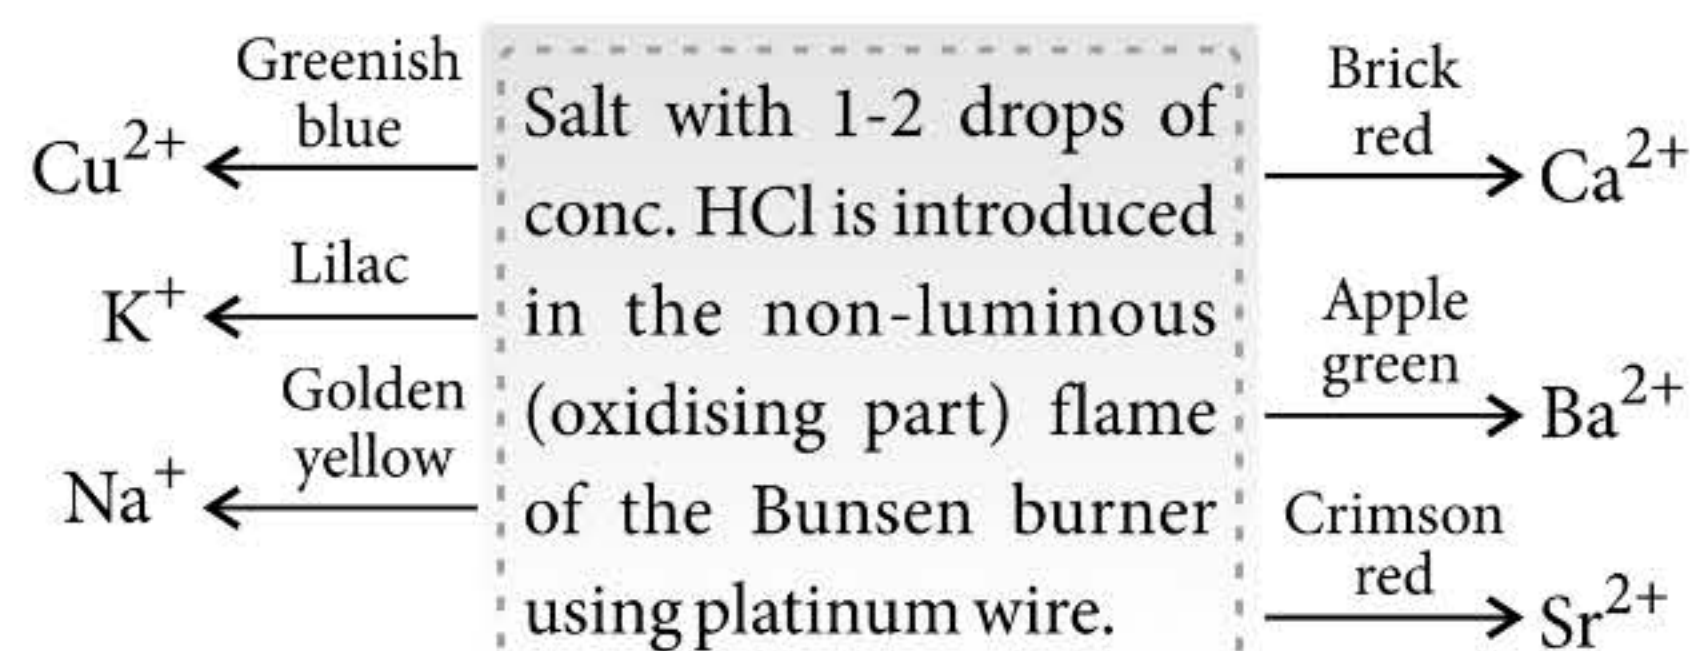 Greenish
blue
Cu²⁺
Lilac
K⁺
Golden
yellow
Na⁺
Salt with 1-2 drops of
conc. HCl is introduced
in the non-luminous
(oxidising part) flame
of the Bunsen burner
using platinum wire.
Brick
red
Ca²⁺
Apple
green
Ba²⁺
Crimson
red
Sr²⁺